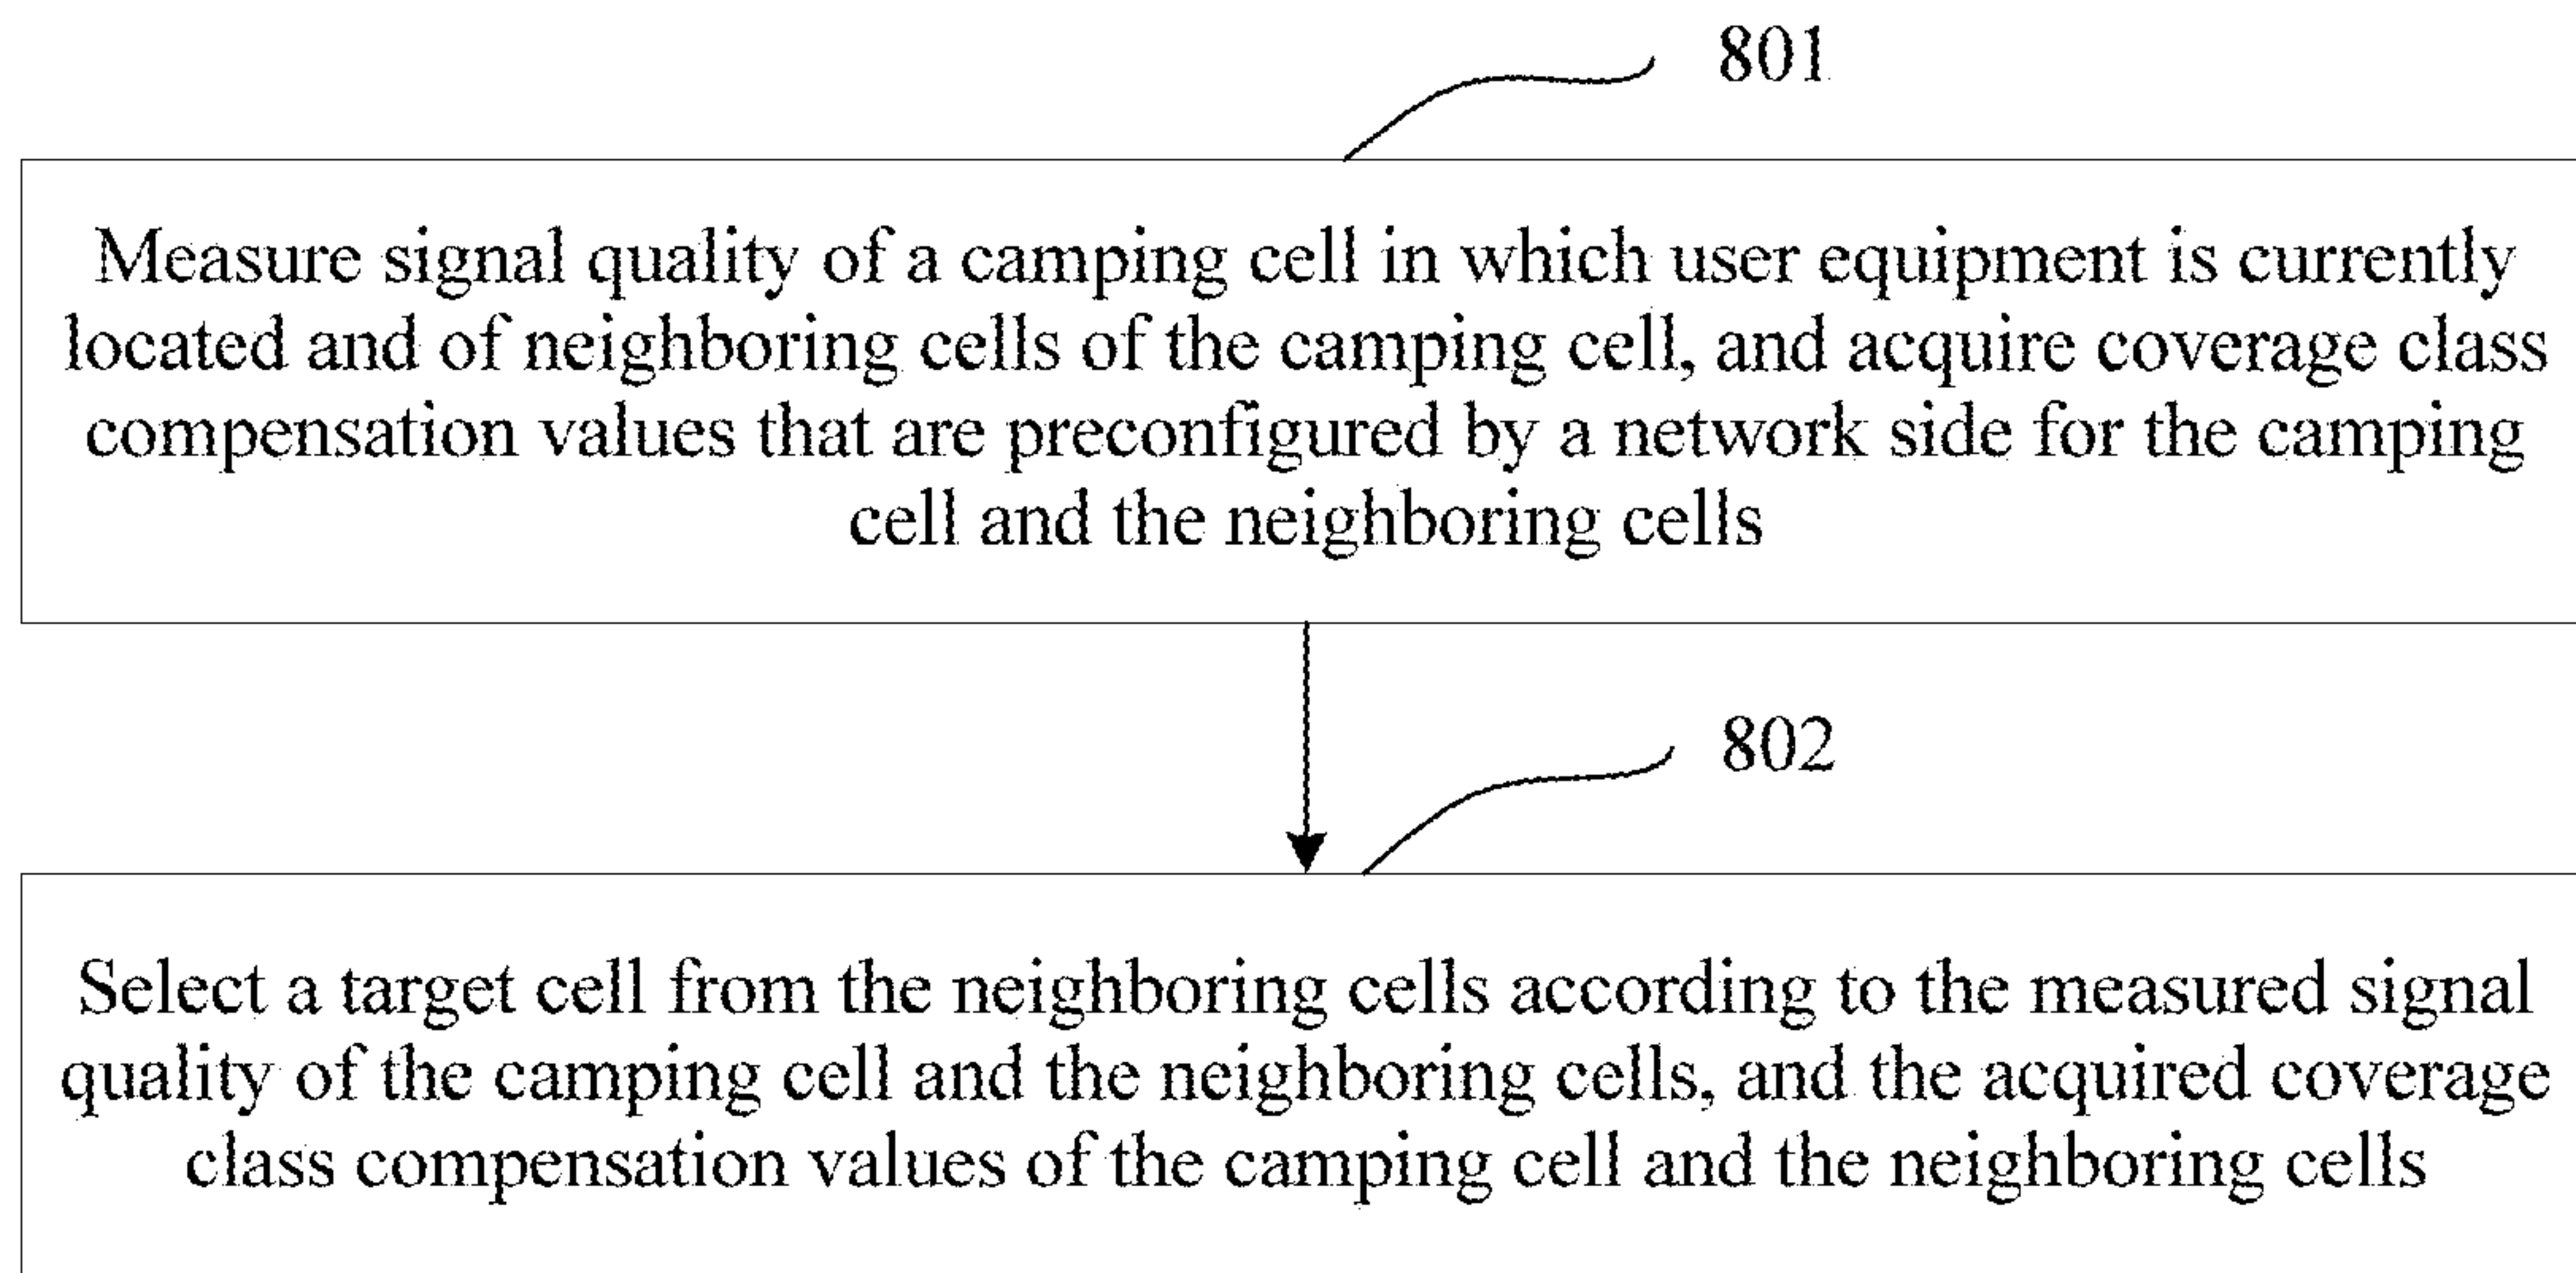 801
Measure signal quality of a camping cell in which user equipment is currently
located and of neighboring cells of the camping cell, and acquire coverage class
compensation values that are preconfigured by a network side for the camping
cell and the neighboring cells
802
Select a target cell from the neighboring cells according to the measured signal
quality of the camping cell and the neighboring cells, and the acquired coverage
class compensation values of the camping cell and the neighboring cells